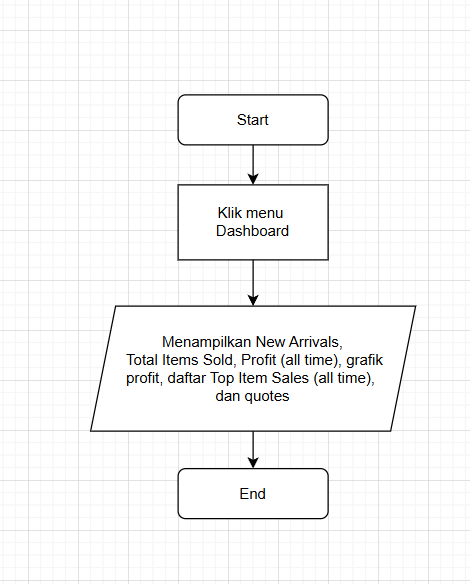 Start
Klik menu
Dashboard
Menampilkan New Arrivals,
Total Items Sold, Profit (all time), grafik
profit, daftar Top Item Sales (all time),
dan quotes
End